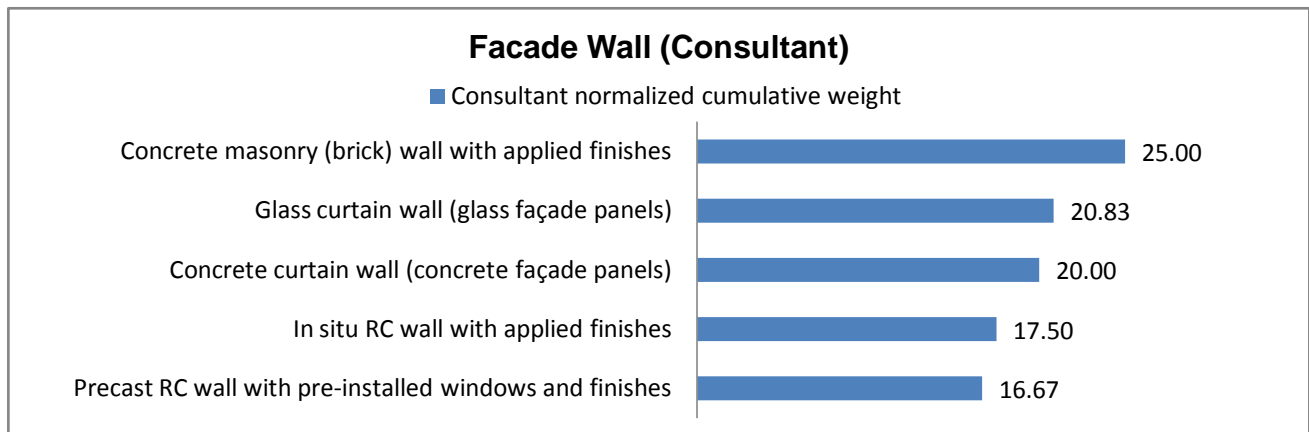 Facade Wall (Consultant)
Consultant normalized cumulative weight
Concrete masonry (brick) wall with applied finishes 25.00
Glass curtain wall (glass façade panels) 20.83
Concrete curtain wall (concrete façade panels) 20.00
In situ RC wall with applied finishes 17.50
Precast RC wall with pre-installed windows and finishes 16.67